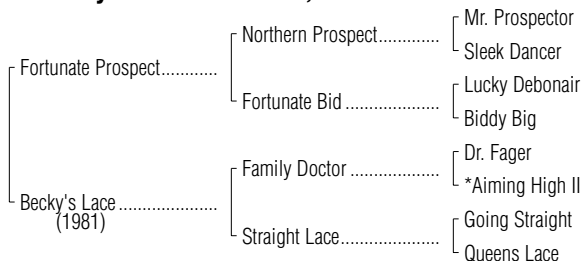 Mr. Prospector
Northern Prospect.............
Sleek Dancer
Fortunate Prospect............
Lucky Debonair
Fortunate Bid ....................
Biddy Big
Dr. Fager
Family Doctor ...................
*Aiming High II
Becky's Lace .....................
(1981)
Going Straight
Straight Lace.....................
Queens Lace